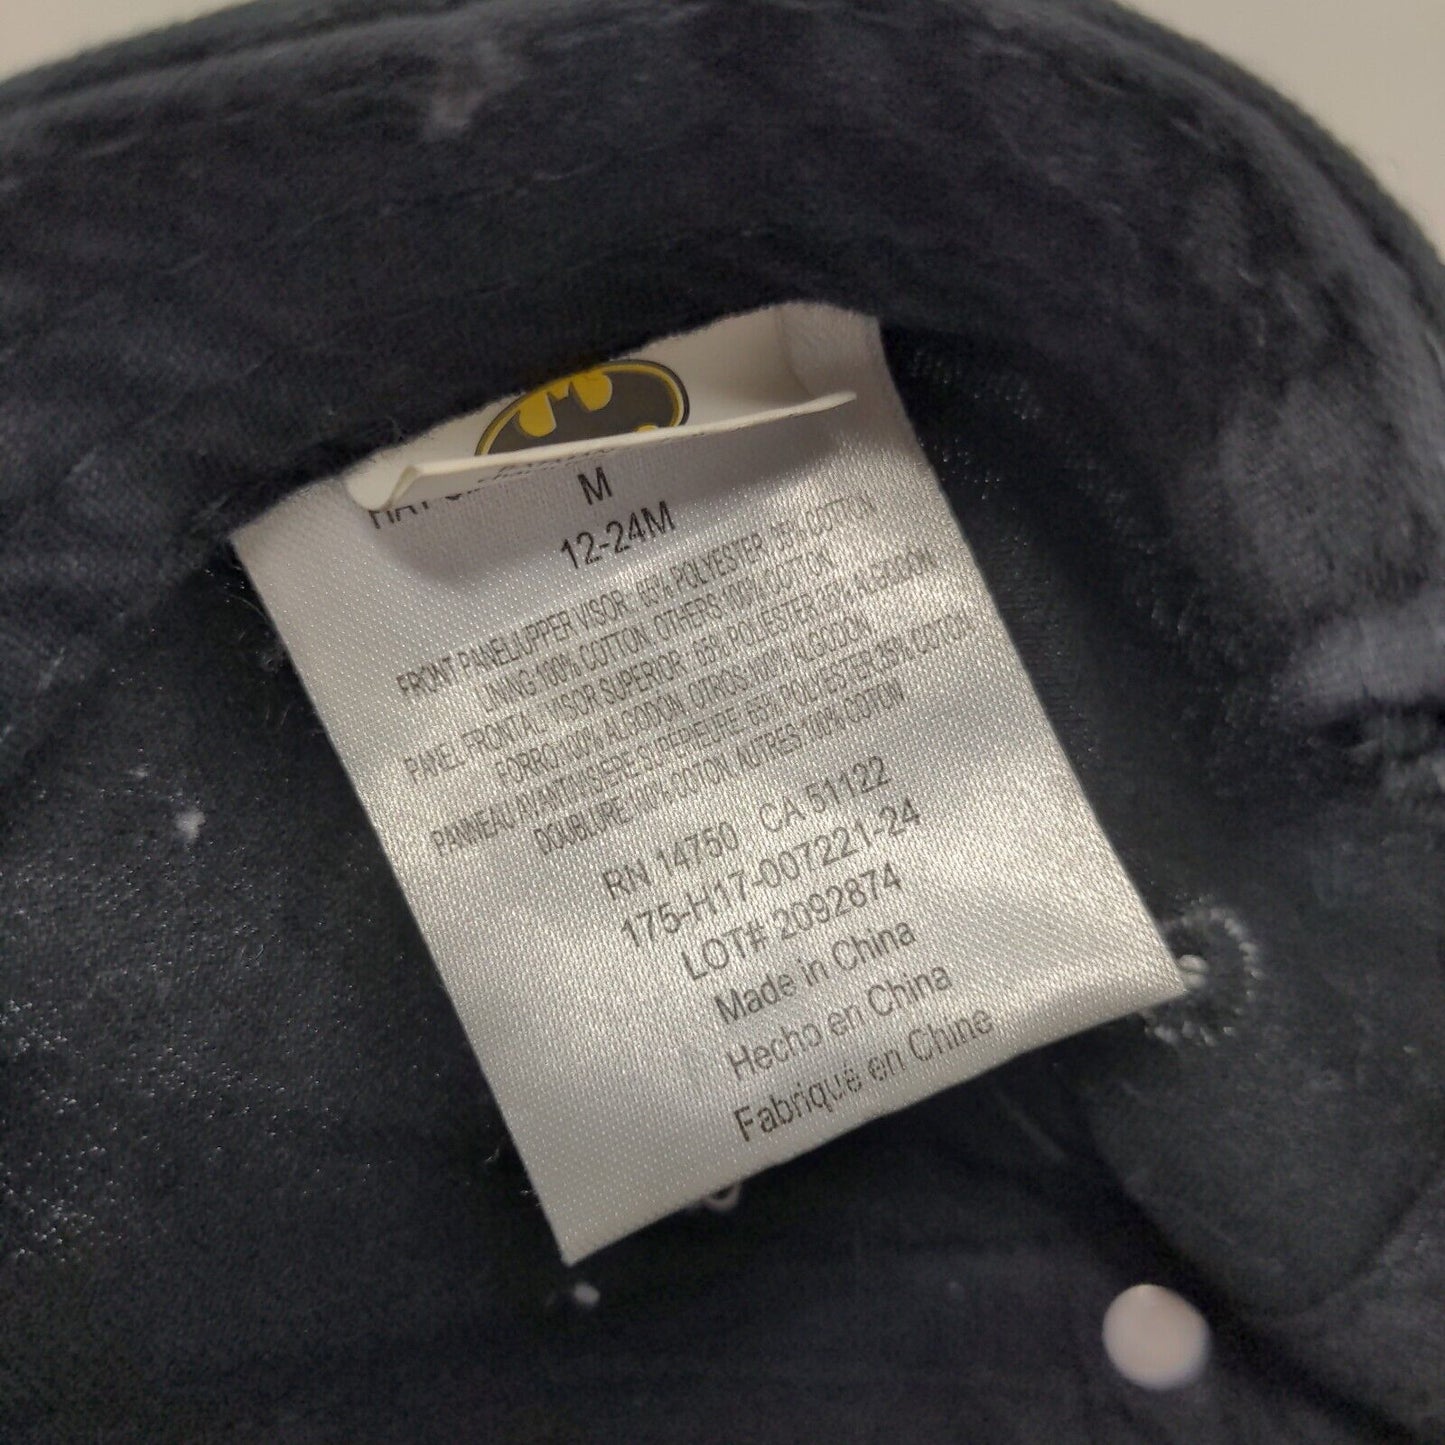 M
12-24M
FRONT PANEL/UPPER VISOR: 65% POLYESTER, 35% COTTON
LINING:100% COTTON, OTHERS:100% COTTON
PANEL FRONTAL, VISOR SUPERIOR: 65% POLIESTER 35% ALGODON
FORRO:100% ALGODON, OTROS:100% ALGODON
PANNEAU AVANT/VISIERE SUPÉRIEURE: 65% POLYESTER 35% COTON
DOUBLURE:100% COTON, AUTRES:100% COTON
RN 14750 CA 51122
175-H17-007221-24
LOT# 2092874
Made in China
Hecho en China
Fabriqué en Chine